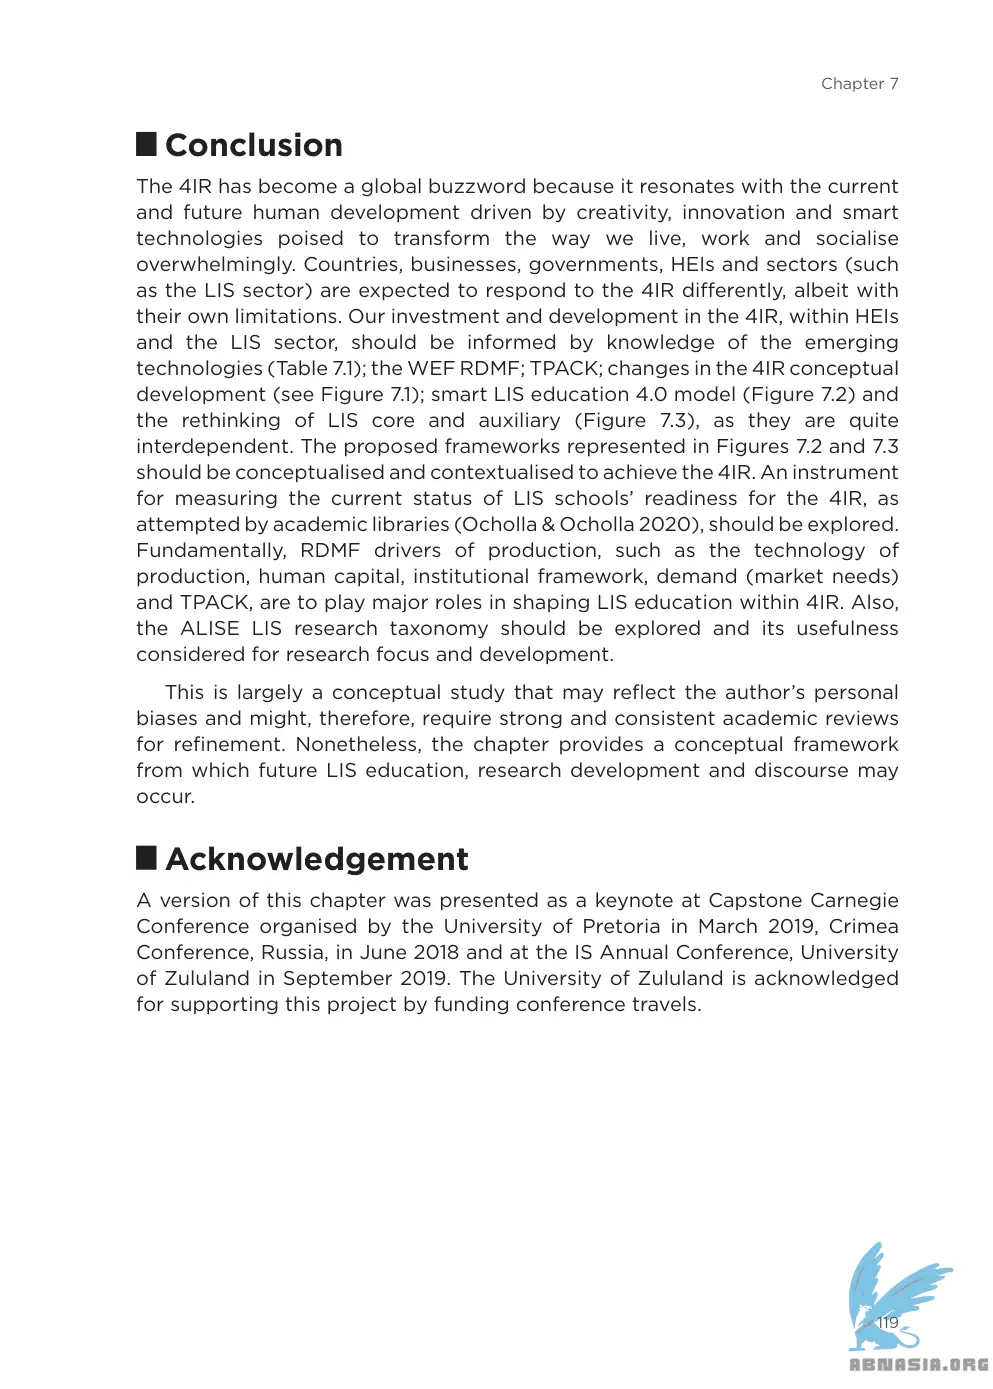 Chapter 7
Conclusion
The 4IR has become a global buzzword because it resonates with the current
and future human development driven by creativity, innovation and smart
technologies poised to transform the way we live, work and socialise
overwhelmingly. Countries, businesses, governments, HEIs and sectors (such
as the LIS sector) are expected to respond to the 4IR differently, albeit with
their own limitations. Our investment and development in the 4IR, within HEIs
and the LIS sector, should be informed by knowledge of the emerging
technologies (Table 7.1); the WEF RDMF; TPACK; changes in the 4IR conceptual
development (see Figure 7.1); smart LIS education 4.0 model (Figure 7.2) and
the rethinking of LIS core and auxiliary (Figure 7.3), as they are quite
interdependent. The proposed frameworks represented in Figures 7.2 and 7.3
should be conceptualised and contextualised to achieve the 4IR. An instrument
for measuring the current status of LIS schools’ readiness for the 4IR, as
attempted by academic libraries (Ocholla & Ocholla 2020), should be explored.
Fundamentally, RDMF drivers of production, such as the technology of
production, human capital, institutional framework, demand (market needs)
and TPACK, are to play major roles in shaping LIS education within 4IR. Also,
the ALISE LIS research taxonomy should be explored and its usefulness
considered for research focus and development.
This is largely a conceptual study that may reflect the author’s personal
biases and might, therefore, require strong and consistent academic reviews
for refinement. Nonetheless, the chapter provides a conceptual framework
from which future LIS education, research development and discourse may
occur.
Acknowledgement
A version of this chapter was presented as a keynote at Capstone Carnegie
Conference organised by the University of Pretoria in March 2019, Crimea
Conference, Russia, in June 2018 and at the IS Annual Conference, University
of Zululand in September 2019. The University of Zululand is acknowledged
for supporting this project by funding conference travels.
119
ABNASIA.ORG